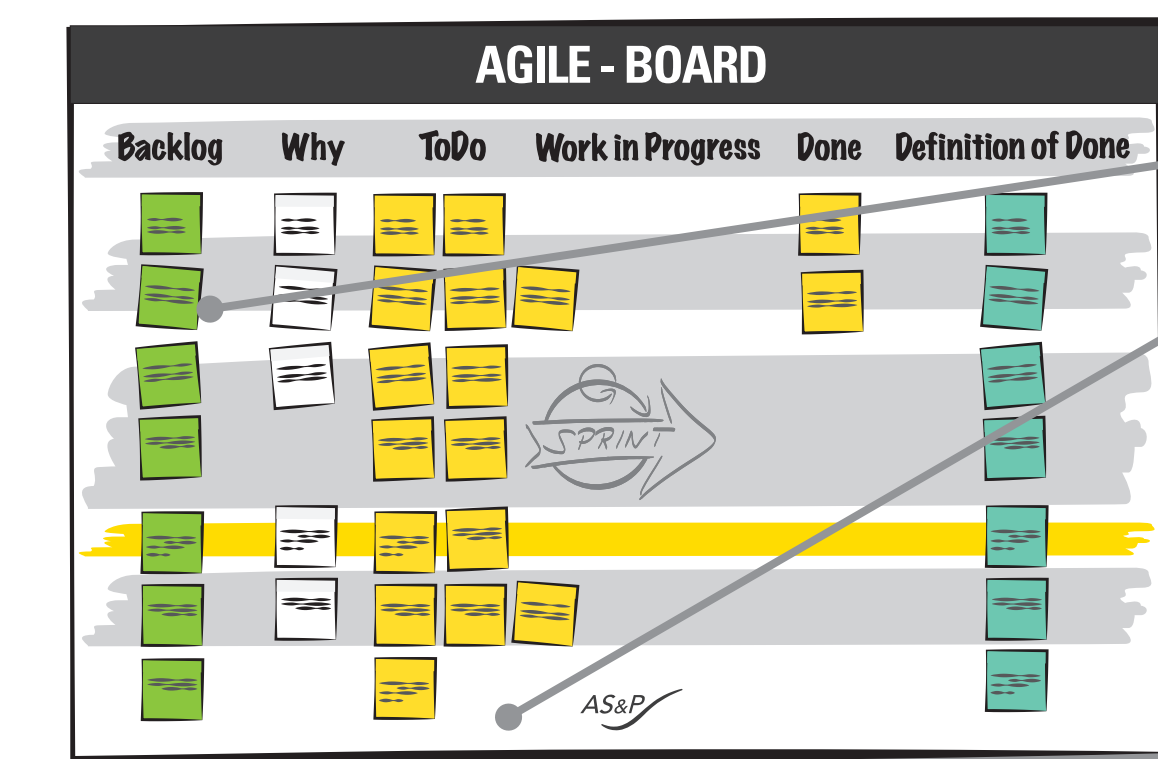 AGILE - BOARD
Backlog Why ToDo Work in Progress Done Definition of Done
SPRINT
AS&P